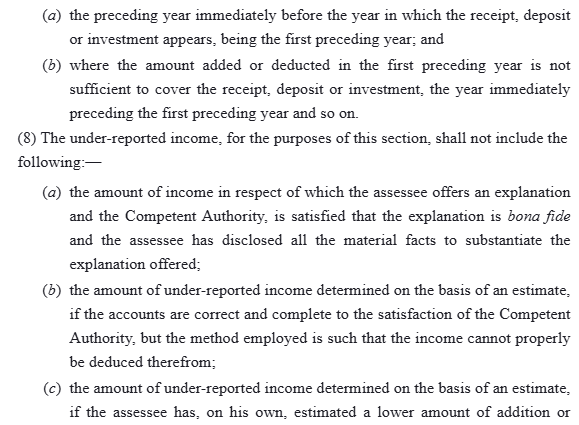 (a) the preceding year immediately before the year in which the receipt, deposit
or investment appears, being the first preceding year; and
(b) where the amount added or deducted in the first preceding year is not
sufficient to cover the receipt, deposit or investment, the year immediately
preceding the first preceding year and so on.
(8) The under-reported income, for the purposes of this section, shall not include the
following:—
(a) the amount of income in respect of which the assessee offers an explanation
and the Competent Authority, is satisfied that the explanation is bona fide
and the assessee has disclosed all the material facts to substantiate the
explanation offered;
(b) the amount of under-reported income determined on the basis of an estimate,
if the accounts are correct and complete to the satisfaction of the Competent
Authority, but the method employed is such that the income cannot properly
be deduced therefrom;
(c) the amount of under-reported income determined on the basis of an estimate,
if the assessee has, on his own, estimated a lower amount of addition or